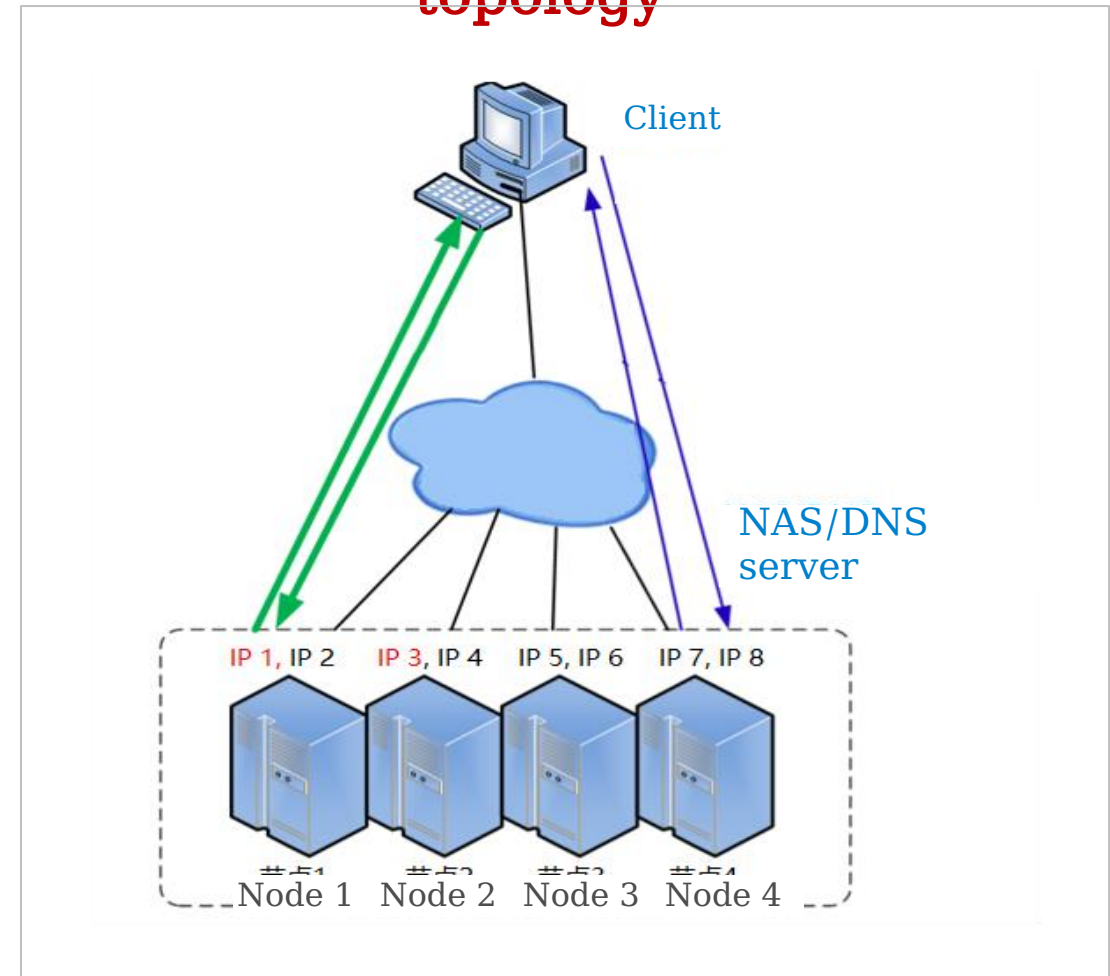 topology
Client
NAS/DNS
server
IP 1, IP 2 IP 3, IP 4 IP 5, IP 6 IP 7, IP 8
Node 1 Node 2 Node 3 Node 4